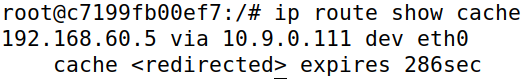 root@c7199fb00ef7:/# ip route show cache
192.168.60.5 via 10.9.0.111 dev eth0
    cache <redirected> expires 286sec